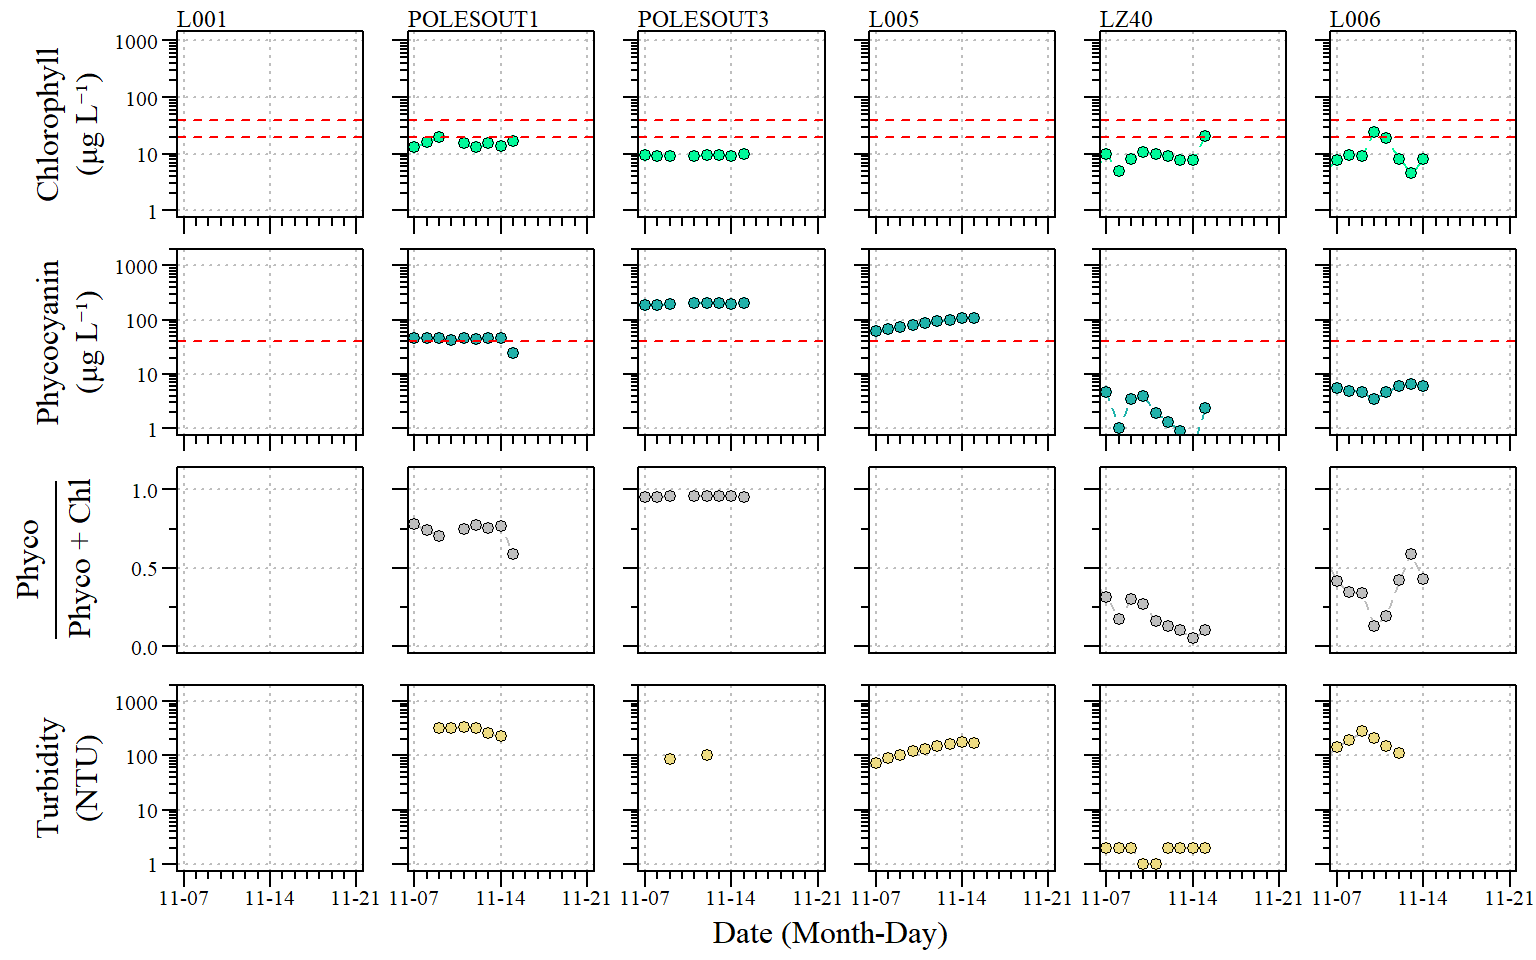 L001 POLESOUT1 POLESOUT3 L005 LZ40 L006
Chlorophyll
(µg L⁻¹)
1000
100
10
1
Phycocyanin
(µg L⁻¹)
1000
100
10
1
Phyco
Phyco + Chl
1.0
0.5
0.0
Turbidity
(NTU)
1000
100
10
1
11-07 11-14 11-21 11-07 11-14 11-21 11-07 11-14 11-21 11-07 11-14 11-21 11-07 11-14 11-21 11-07 11-14 11-21
Date (Month-Day)